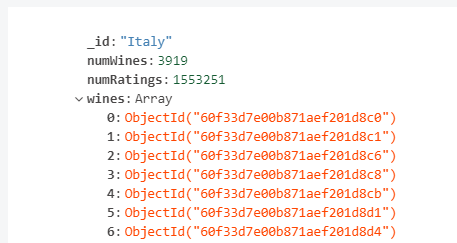 _id: "Italy"
numWines: 3919
numRatings: 1553251
wines: Array
0: ObjectId("60f33d7e00b871aef201d8c0")
1: ObjectId("60f33d7e00b871aef201d8c1")
2: ObjectId("60f33d7e00b871aef201d8c6")
3: ObjectId("60f33d7e00b871aef201d8c8")
4: ObjectId("60f33d7e00b871aef201d8cb")
5: ObjectId("60f33d7e00b871aef201d8d1")
6: ObjectId("60f33d7e00b871aef201d8d4")